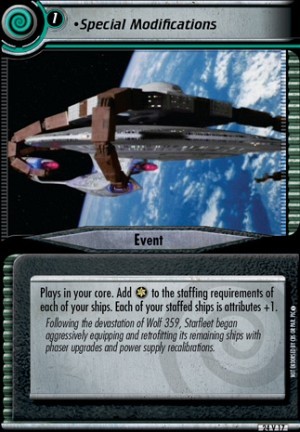 1
•Special Modifications
Event
Plays in your core. Add to the staffing requirements of
each of your ships. Each of your staffed ships is attributes +1.
Following the devastation of Wolf 359, Starfleet began
aggressively equipping and retrofitting its remaining ships with
phaser upgrades and power supply recalibrations.
24 V 17